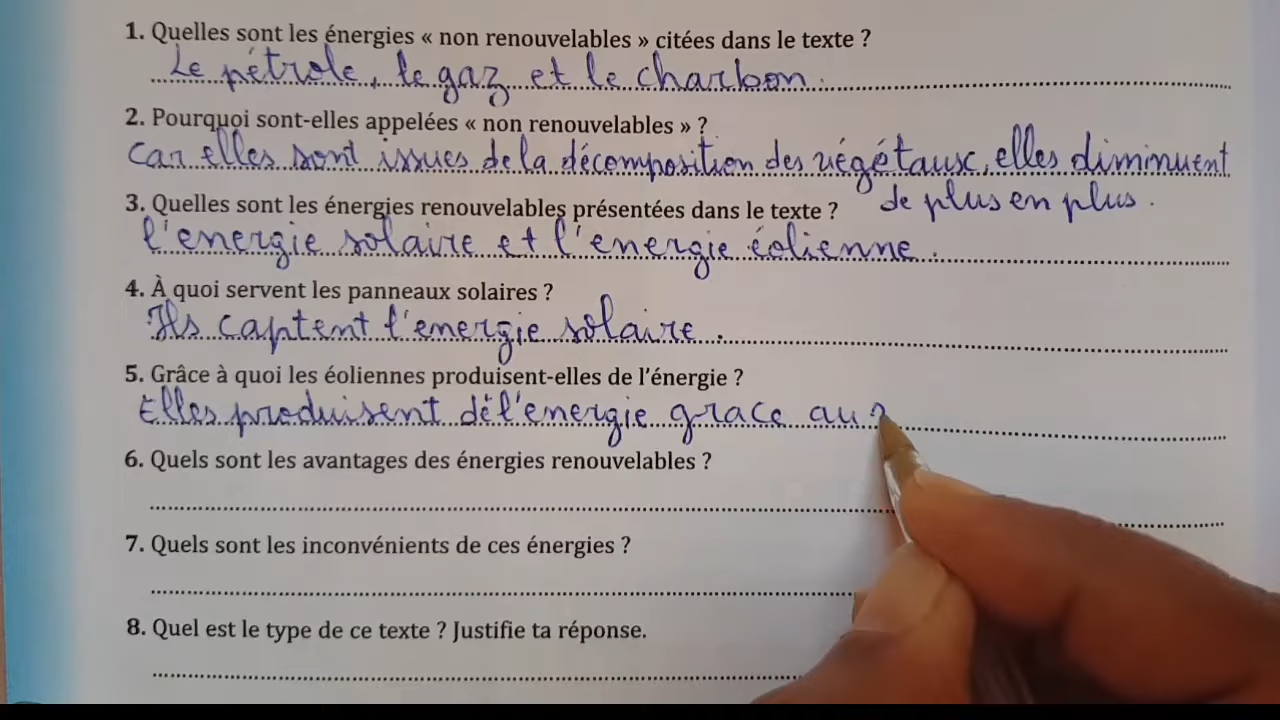 1. Quelles sont les énergies « non renouvelables » citées dans le texte ?
Le pétrole, le gaz et le charbon.
2. Pourquoi sont-elles appelées « non renouvelables » ?
Car elles sont issues de la décomposition des végétaux, elles diminuent
de plus en plus.
3. Quelles sont les énergies renouvelables présentées dans le texte ?
l'energie solaire et l'energie éolienne.
4. À quoi servent les panneaux solaires ?
Ils captent l'energie solaire.
5. Grâce à quoi les éoliennes produisent-elles de l'énergie ?
Elles produisent de l'energie grace au
6. Quels sont les avantages des énergies renouvelables ?
7. Quels sont les inconvénients de ces énergies ?
8. Quel est le type de ce texte ? Justifie ta réponse.